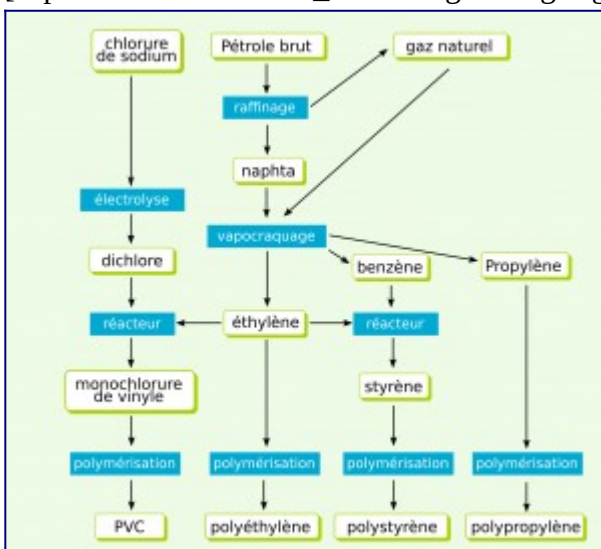 chlorure
de sodium
Pétrole brut
gaz naturel
raffinage
naphta
électrolyse
vapocraquage
dichlore
benzène
Propylène
réacteur
éthylène
réacteur
monochlorure
de vinyle
styrène
polymérisation
polymérisation
polymérisation
polymérisation
PVC
polyéthylène
polystyrène
polypropylène